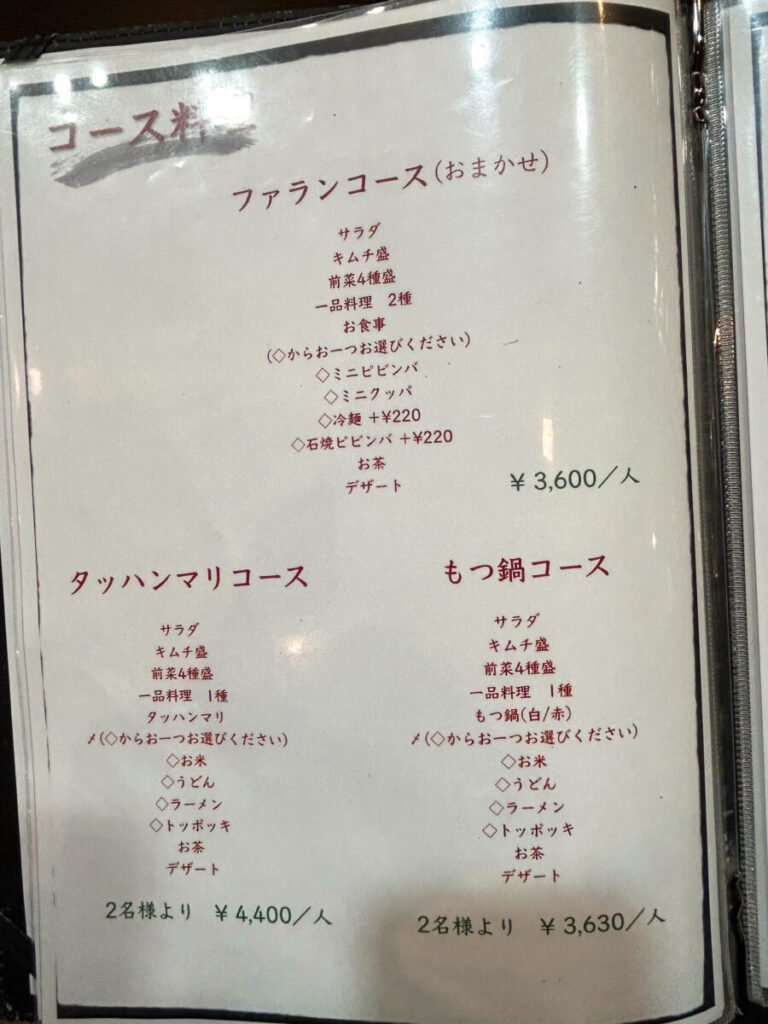 コース料理
ファランコース(おまかせ)
サラダ
キムチ盛
前菜4種盛
一品料理 2種
お食事
(◇からお一つお選びください)
◇ミニビビンバ
◇ミニクッパ
◇冷麺 +¥220
◇石焼ビビンバ +¥220
お茶
デザート
¥ 3,600/人
タッハンマリコース
サラダ
キムチ盛
前菜4種盛
一品料理 1種
タッハンマリ
〆(◇からお一つお選びください)
◇お米
◇うどん
◇ラーメン
◇トッポッキ
お茶
デザート
2名様より ¥ 4,400/人
もつ鍋コース
サラダ
キムチ盛
前菜4種盛
一品料理 1種
もつ鍋(白/赤)
〆(◇からお一つお選びください)
◇お米
◇うどん
◇ラーメン
◇トッポッキ
お茶
デザート
2名様より ¥ 3,630/人